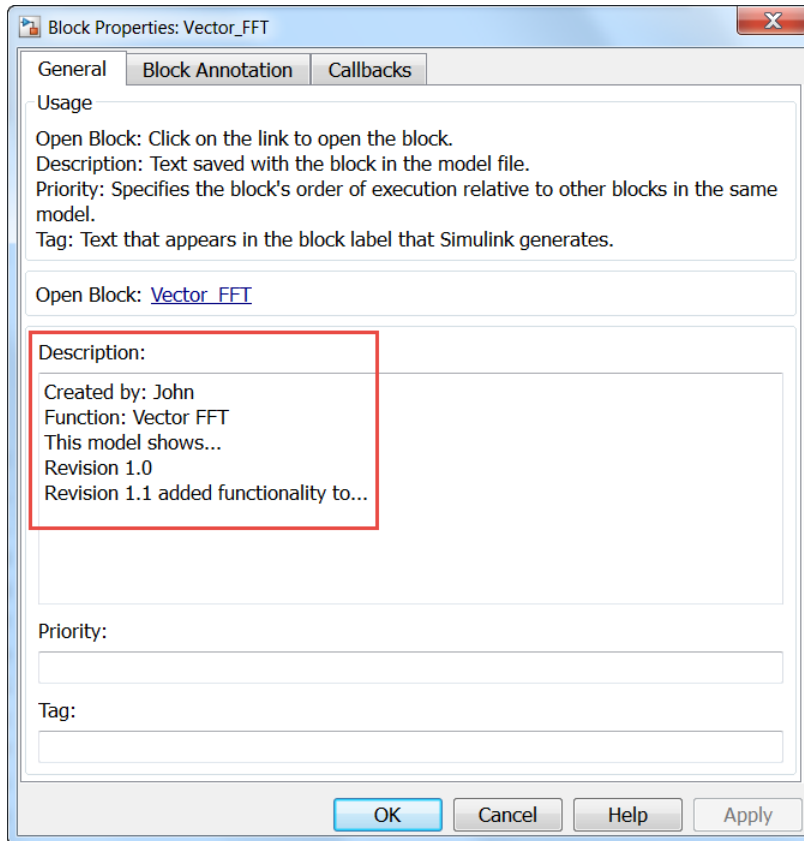 Block Properties: Vector_FFT
X
General Block Annotation Callbacks
Usage
Open Block: Click on the link to open the block.
Description: Text saved with the block in the model file.
Priority: Specifies the block's order of execution relative to other blocks in the same
model.
Tag: Text that appears in the block label that Simulink generates.
Open Block: Vector_FFT
Description:
Created by: John
Function: Vector FFT
This model shows...
Revision 1.0
Revision 1.1 added functionality to...
Priority:
Tag:
OK Cancel Help Apply